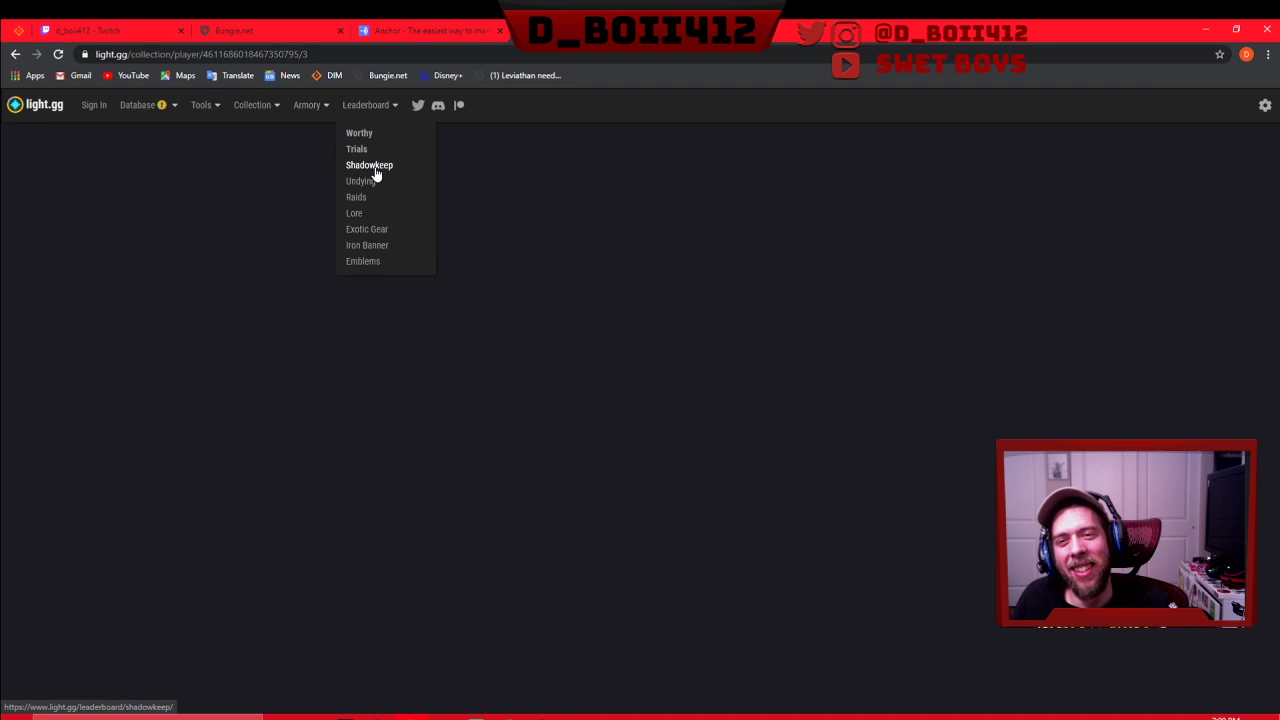 D_BOII412
@D_BOII412
SWET BOYS
d_boii412 - Twitch
Bungie.net
Anchor - The easiest way to ma
light.gg/collection/player/4611686018467350795/3
D
Apps Gmail YouTube Maps Translate News DIM Bungie.net Disney+ (1) Leviathan need...
light.gg Sign In Database Tools Collection Armory Leaderboard
Worthy
Trials
Shadowkeep
Undying
Raids
Lore
Exotic Gear
Iron Banner
Emblems
https://www.light.gg/leaderboard/shadowkeep/